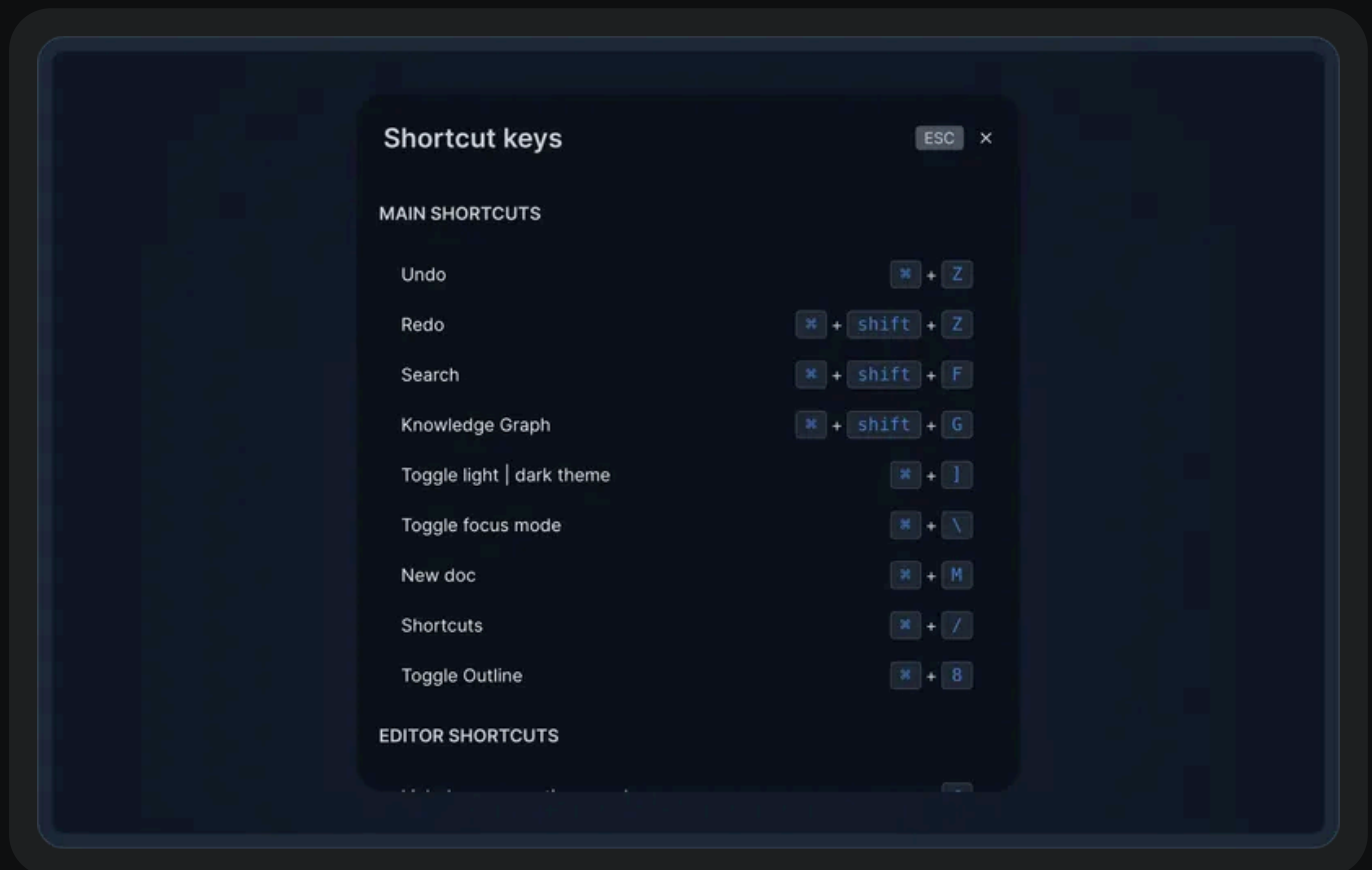 Shortcut keys ESC ×
MAIN SHORTCUTS
Undo ⌘ + Z
Redo ⌘ + shift + Z
Search ⌘ + shift + F
Knowledge Graph ⌘ + shift + G
Toggle light | dark theme ⌘ + ]
Toggle focus mode ⌘ + \
New doc ⌘ + M
Shortcuts ⌘ + /
Toggle Outline ⌘ + 8
EDITOR SHORTCUTS